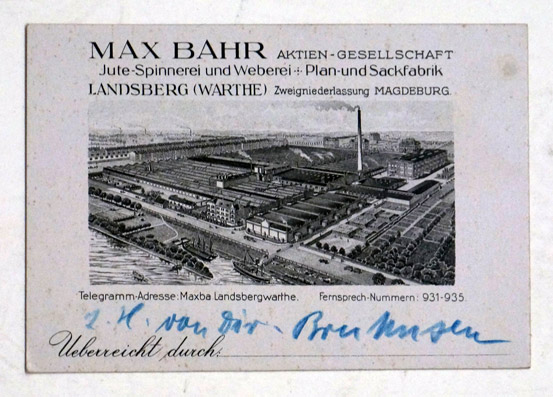 MAX BAHR AKTIEN-GESELLSCHAFT
Jute-Spinnerei und Weberei Plan-und Sackfabrik
LANDSBERG (WARTHE) Zweigniederlassung MAGDEBURG.
Telegramm-Adresse: Maxba Landsbergwarthe. Fernsprech-Nummern: 931-935.
z. H. von Dir.
Ueberreicht durch: